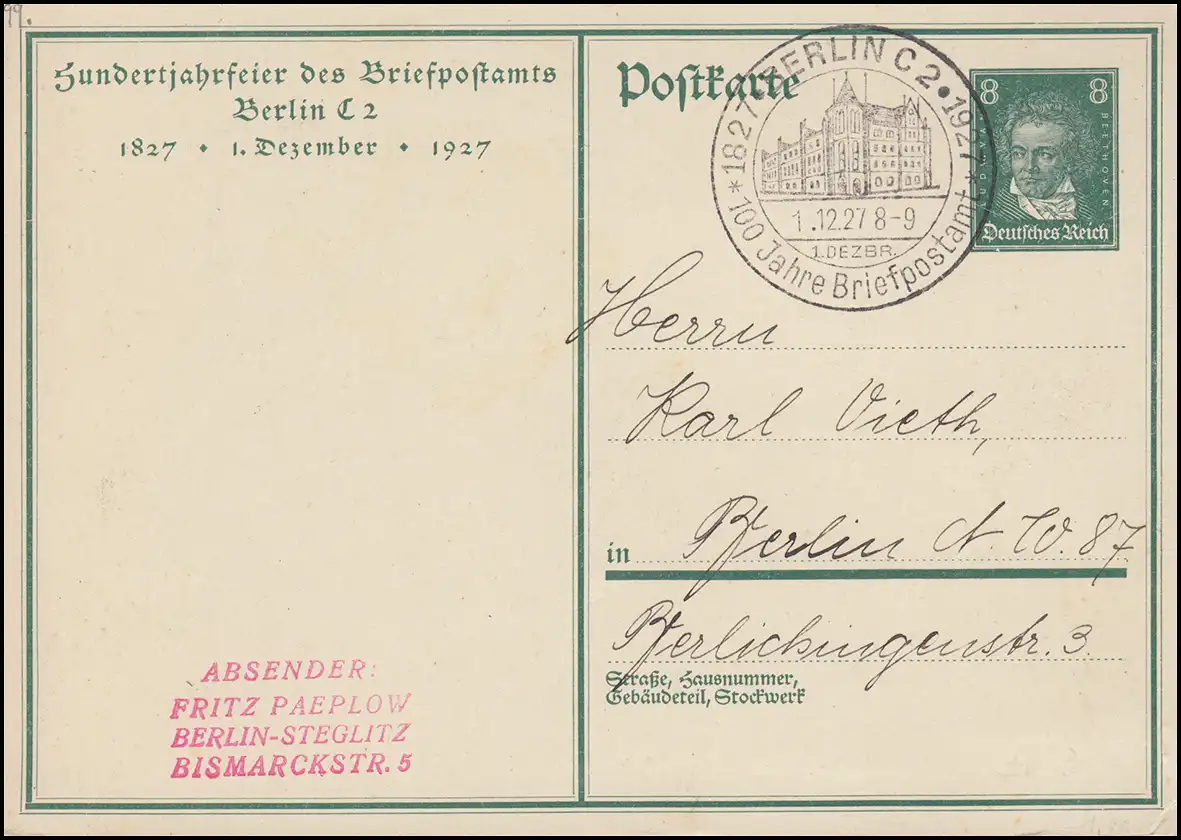 99.
Hundertjahrfeier des Briefpostamts
Berlin C 2
1827 • 1. Dezember • 1927
Postkarte
* 1827 • BERLIN C 2 • 1927 *
1.12.27 8-9
1. DEZBR.
100 Jahre Briefpostamt
8 8
BEETHOVEN
Deutsches Reich
Herrn
Karl Vieth,
in Berlin N. W. 87
Berlichingenstr. 3
Straße, Hausnummer,
Gebäudeteil, Stockwerk
ABSENDER:
FRITZ PAEPLOW
BERLIN-STEGLITZ
BISMARCKSTR. 5